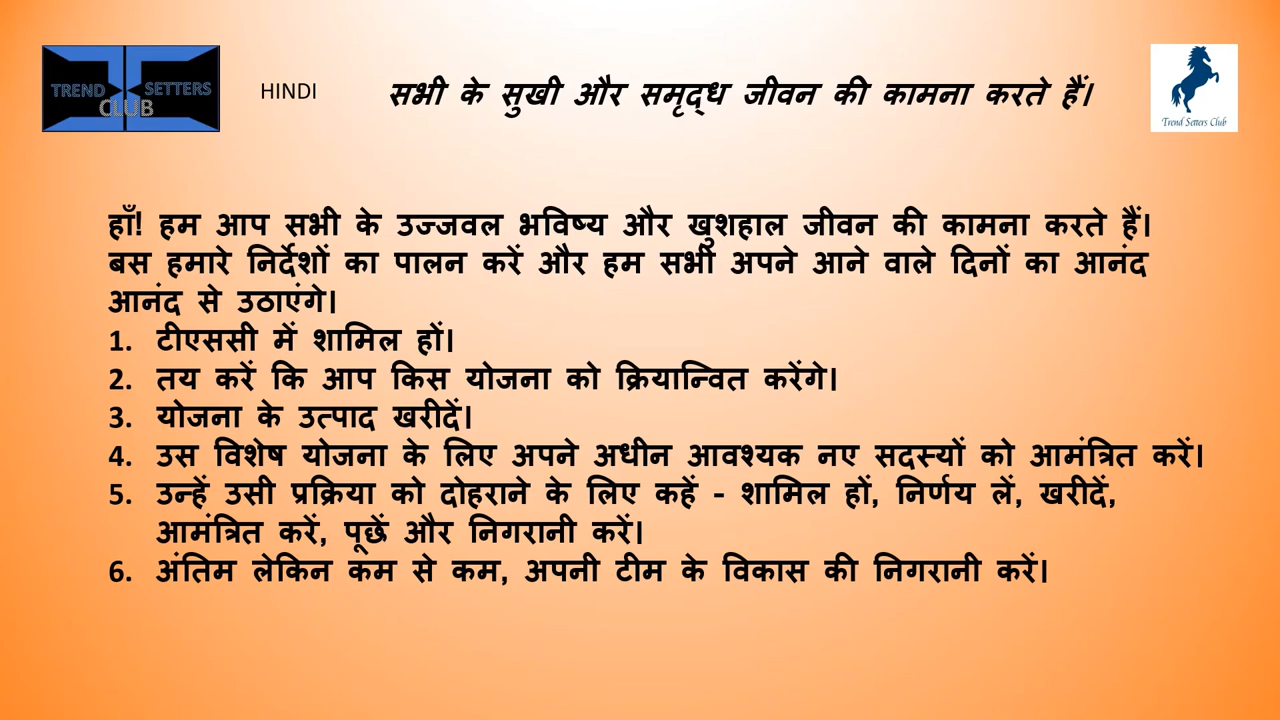 TREND SETTERS
CLUB
HINDI
सभी के सुखी और समृद्ध जीवन की कामना करते हैं।
Trend Setters Club
हाँ! हम आप सभी के उज्जवल भविष्य और खुशहाल जीवन की कामना करते हैं।
बस हमारे निर्देशों का पालन करें और हम सभी अपने आने वाले दिनों का आनंद
आनंद से उठाएंगे।
1. टीएससी में शामिल हों।
2. तय करें कि आप किस योजना को क्रियान्वित करेंगे।
3. योजना के उत्पाद खरीदें।
4. उस विशेष योजना के लिए अपने अधीन आवश्यक नए सदस्यों को आमंत्रित करें।
5. उन्हें उसी प्रक्रिया को दोहराने के लिए कहें - शामिल हों, निर्णय लें, खरीदें,
आमंत्रित करें, पूछें और निगरानी करें।
6. अंतिम लेकिन कम से कम, अपनी टीम के विकास की निगरानी करें।